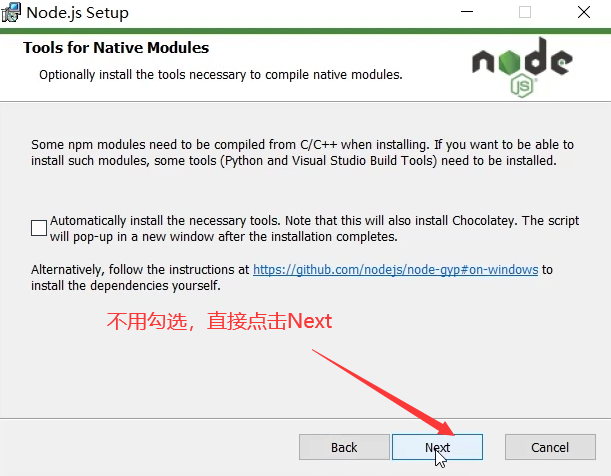 Node.js Setup
Tools for Native Modules
Optionally install the tools necessary to compile native modules.
node
JS
Some npm modules need to be compiled from C/C++ when installing. If you want to be able to
install such modules, some tools (Python and Visual Studio Build Tools) need to be installed.
Automatically install the necessary tools. Note that this will also install Chocolatey. The script
will pop-up in a new window after the installation completes.
Alternatively, follow the instructions at https://github.com/nodejs/node-gyp#on-windows to
install the dependencies yourself.
不用勾选，直接点击Next
Back
Next
Cancel